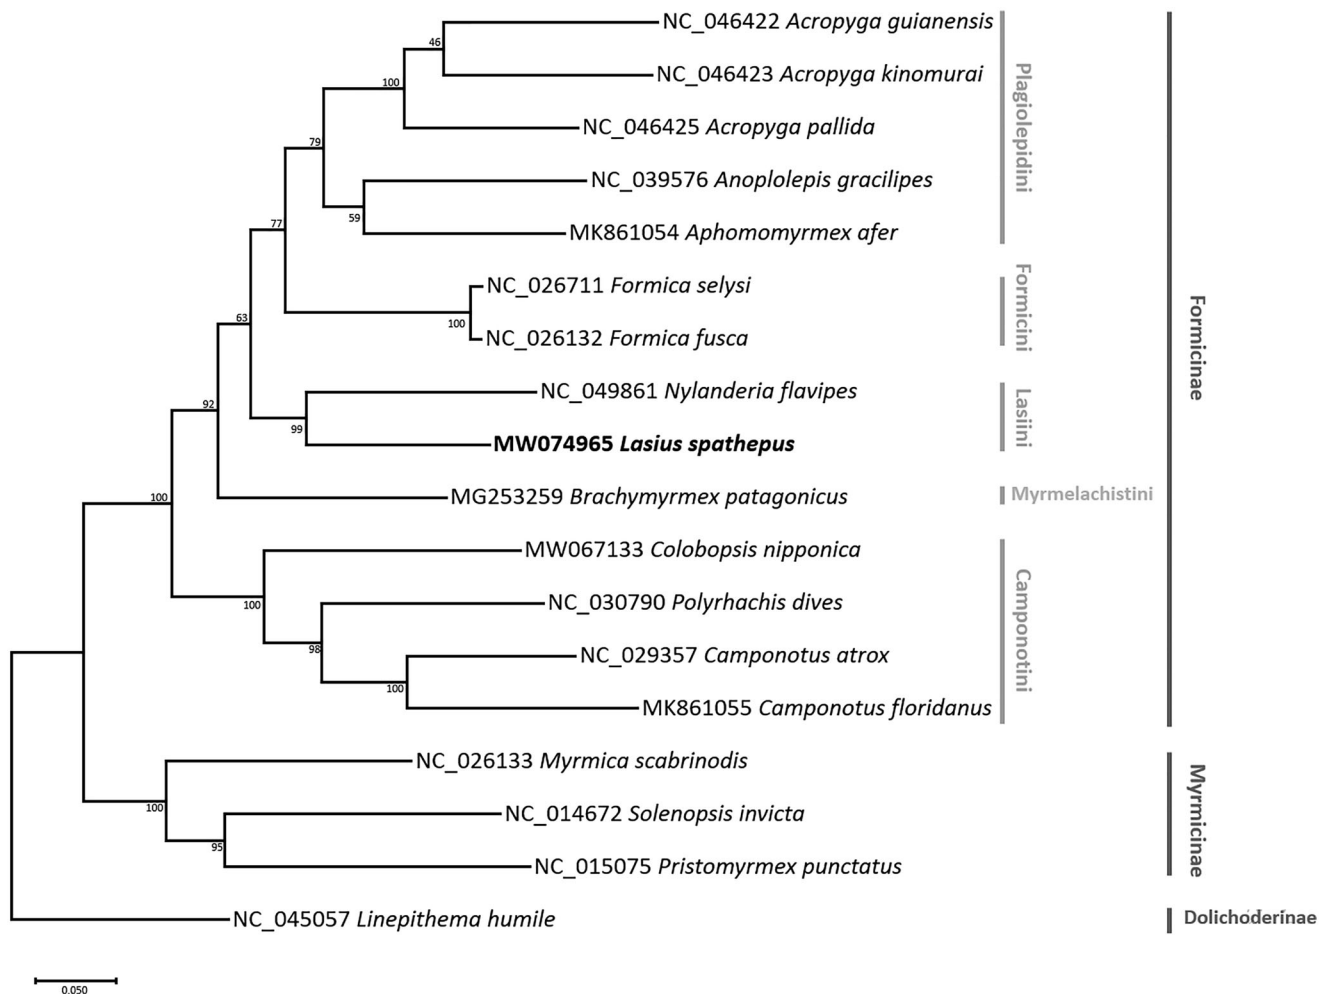 NC_046422 Acropyga guianensis
46
NC_046423 Acropyga kinomurai
100
NC_046425 Acropyga pallida
79
NC_039576 Anoplolepis gracilipes
59
MK861054 Aphomomyrmex afer
Plagiolepidini
77
NC_026711 Formica selysi
100
NC_026132 Formica fusca
Formicini
63
NC_049861 Nylanderia flavipes
99
MW074965 Lasius spathepus
Lasiini
92
MG253259 Brachymyrmex patagonicus
Myrmelachistini
100
MW067133 Colobopsis nipponica
100
NC_030790 Polyrhachis dives
98
NC_029357 Camponotus atrox
100
MK861055 Camponotus floridanus
Camponotini
Formicinae
NC_026133 Myrmica scabrinodis
100
NC_014672 Solenopsis invicta
95
NC_015075 Pristomyrmex punctatus
Myrmicinae
NC_045057 Linepithema humile
Dolichoderinae
0.050